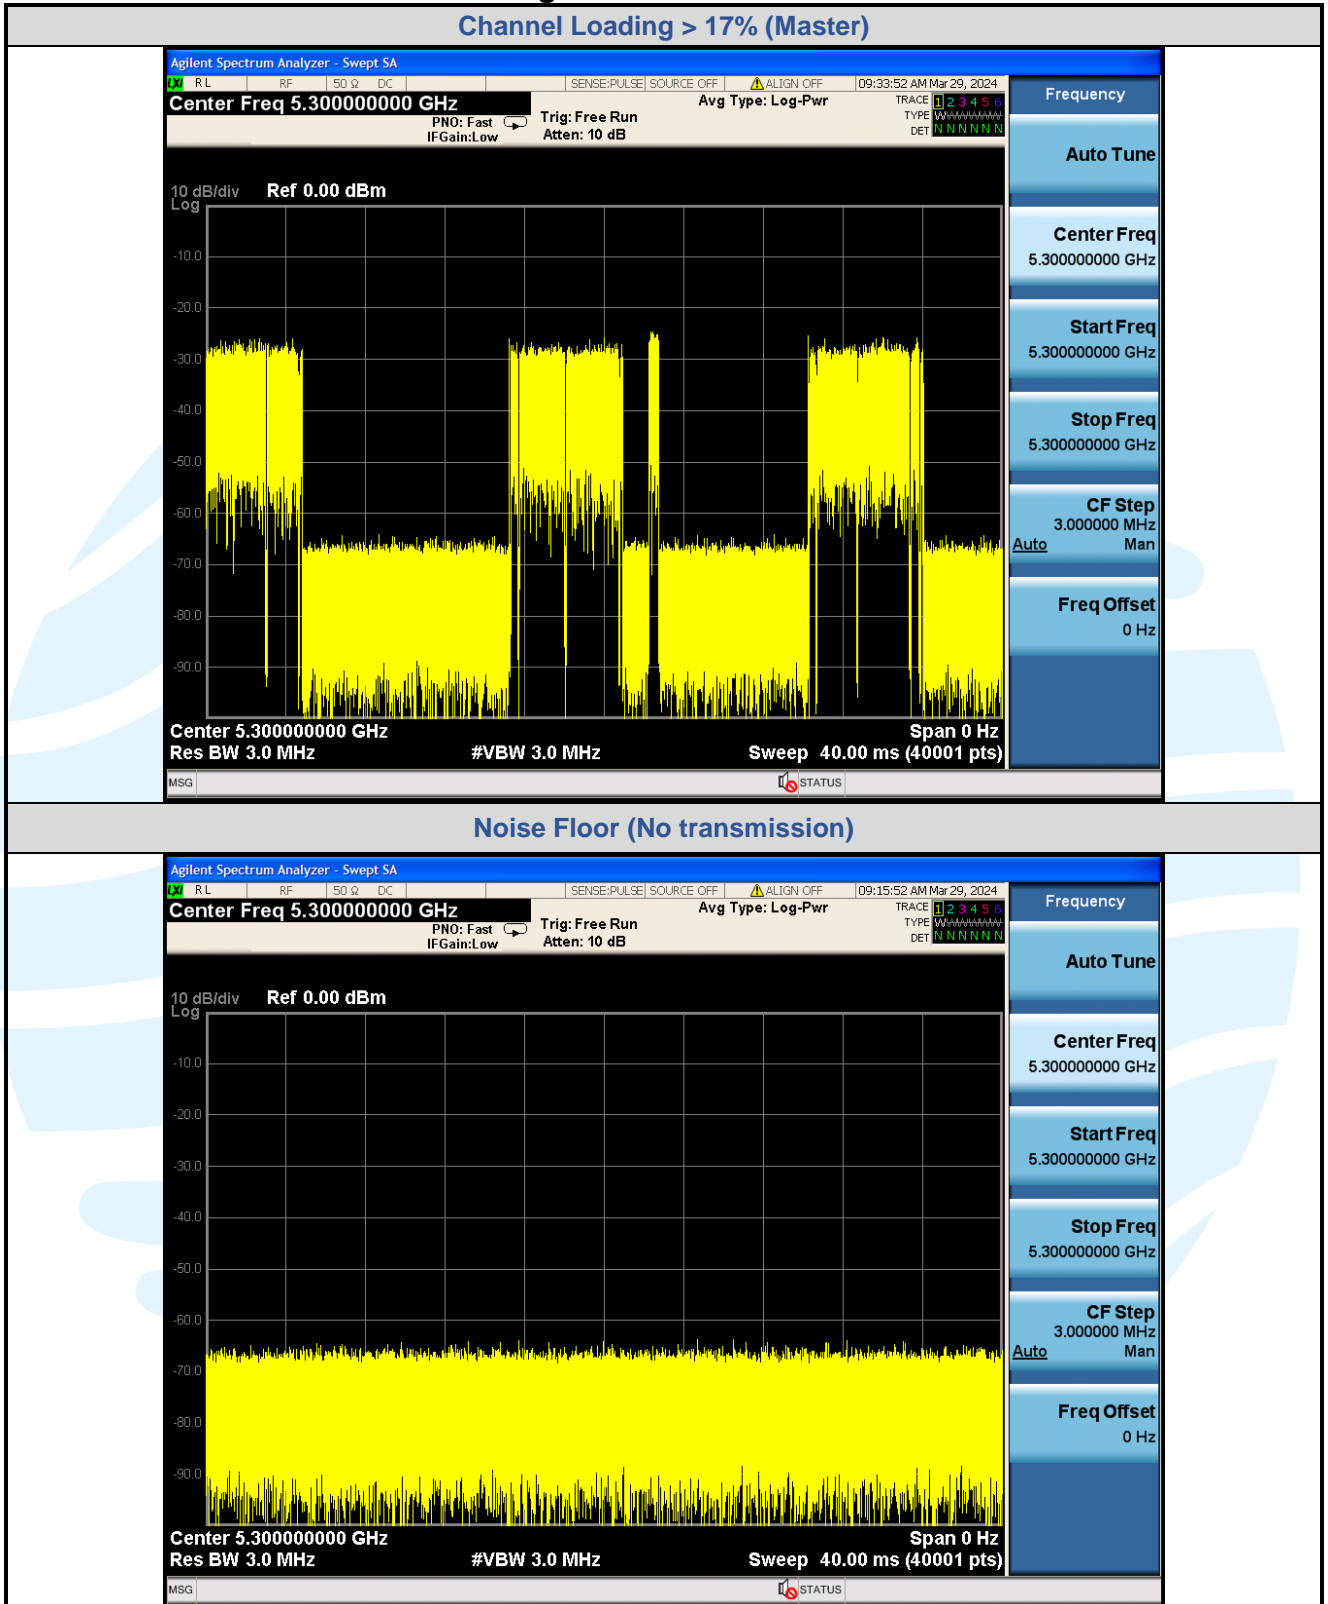 Channel Loading > 17% (Master)
Agilent Spectrum Analyzer - Swept SA
LXI RL RF 50 Ω DC SENSE:PULSE SOURCE OFF ALIGN OFF 09:33:52 AM Mar 29, 2024
Center Freq 5.300000000 GHz
PNO: Fast
IFGain:Low
Trig: Free Run
Atten: 10 dB
Avg Type: Log-Pwr
TRACE 1 2 3 4 5 6
TYPE W
DET N N N N N N
10 dB/div
Log
Ref 0.00 dBm
-10.0
-20.0
-30.0
-40.0
-50.0
-60.0
-70.0
-80.0
-90.0
Center 5.300000000 GHz
Span 0 Hz
Res BW 3.0 MHz
#VBW 3.0 MHz
Sweep 40.00 ms (40001 pts)
MSG
STATUS
Frequency
Auto Tune
Center Freq
5.300000000 GHz
Start Freq
5.300000000 GHz
Stop Freq
5.300000000 GHz
CF Step
3.000000 MHz
Auto Man
Freq Offset
0 Hz
Noise Floor (No transmission)
Agilent Spectrum Analyzer - Swept SA
LXI RL RF 50 Ω DC SENSE:PULSE SOURCE OFF ALIGN OFF 09:15:52 AM Mar 29, 2024
Center Freq 5.300000000 GHz
PNO: Fast
IFGain:Low
Trig: Free Run
Atten: 10 dB
Avg Type: Log-Pwr
TRACE 1 2 3 4 5 6
TYPE W
DET N N N N N N
10 dB/div
Log
Ref 0.00 dBm
-10.0
-20.0
-30.0
-40.0
-50.0
-60.0
-70.0
-80.0
-90.0
Center 5.300000000 GHz
Span 0 Hz
Res BW 3.0 MHz
#VBW 3.0 MHz
Sweep 40.00 ms (40001 pts)
MSG
STATUS
Frequency
Auto Tune
Center Freq
5.300000000 GHz
Start Freq
5.300000000 GHz
Stop Freq
5.300000000 GHz
CF Step
3.000000 MHz
Auto Man
Freq Offset
0 Hz